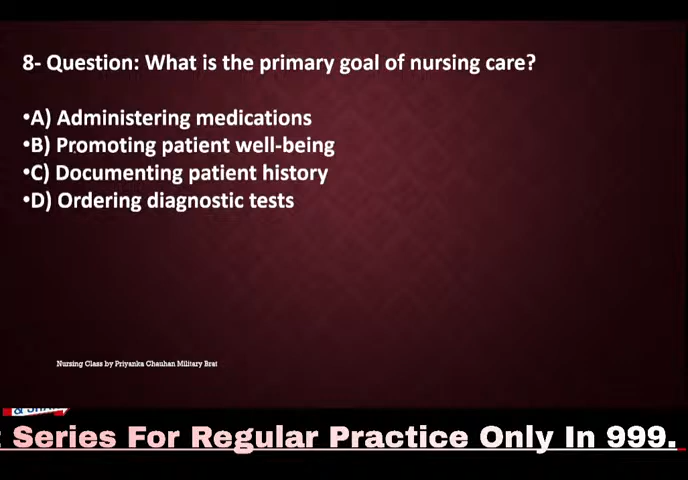 8- Question: What is the primary goal of nursing care?
•A) Administering medications
•B) Promoting patient well-being
•C) Documenting patient history
•D) Ordering diagnostic tests
Nursing Class by Priyanka Chauhan Military Brat
Series For Regular Practice Only In 999.